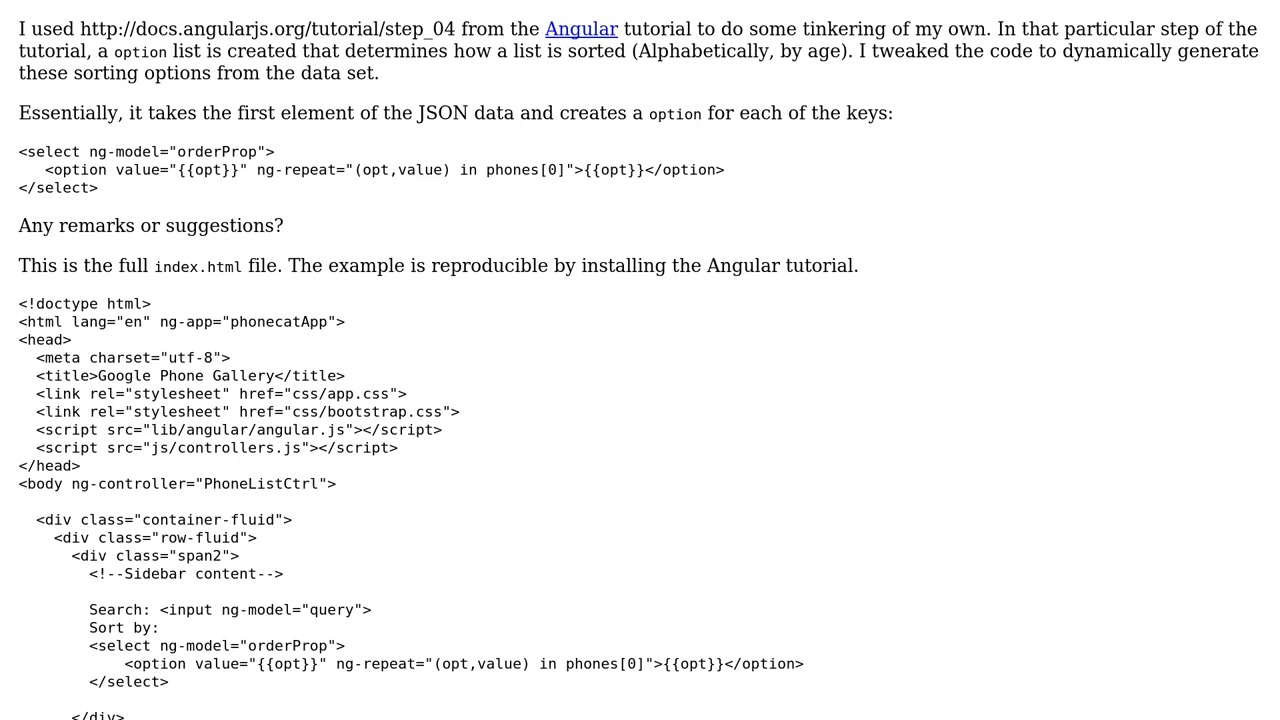 I used http://docs.angularjs.org/tutorial/step_04 from the Angular tutorial to do some tinkering of my own. In that particular step of the
tutorial, a option list is created that determines how a list is sorted (Alphabetically, by age). I tweaked the code to dynamically generate
these sorting options from the data set.
Essentially, it takes the first element of the JSON data and creates a option for each of the keys:
<select ng-model="orderProp">
   <option value="{{opt}}" ng-repeat="(opt,value) in phones[0]">{{opt}}</option>
</select>
Any remarks or suggestions?
This is the full index.html file. The example is reproducible by installing the Angular tutorial.
<!doctype html>
<html lang="en" ng-app="phonecatApp">
<head>
  <meta charset="utf-8">
  <title>Google Phone Gallery</title>
  <link rel="stylesheet" href="css/app.css">
  <link rel="stylesheet" href="css/bootstrap.css">
  <script src="lib/angular/angular.js"></script>
  <script src="js/controllers.js"></script>
</head>
<body ng-controller="PhoneListCtrl">
  <div class="container-fluid">
    <div class="row-fluid">
      <div class="span2">
        <!--Sidebar content-->
        Search: <input ng-model="query">
        Sort by:
        <select ng-model="orderProp">
            <option value="{{opt}}" ng-repeat="(opt,value) in phones[0]">{{opt}}</option>
        </select>
      </div>